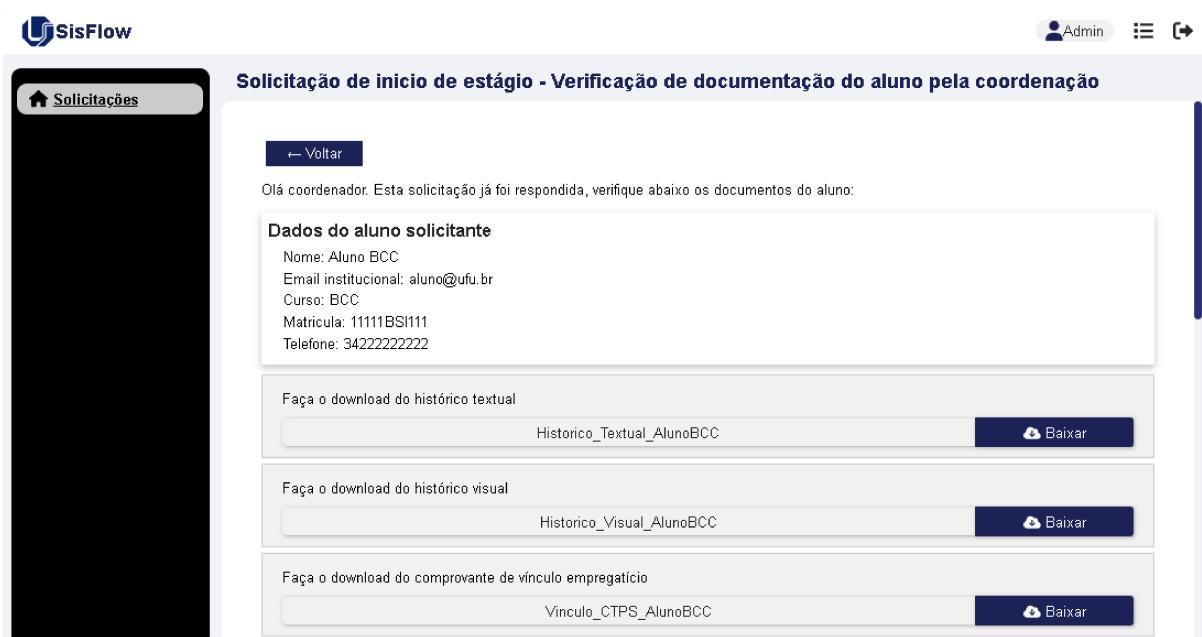 SisFlow
Admin
Solicitações
Solicitação de inicio de estágio - Verificação de documentação do aluno pela coordenação
← Voltar
Olá coordenador. Esta solicitação já foi respondida, verifique abaixo os documentos do aluno:
Dados do aluno solicitante
Nome: Aluno BCC
Email institucional: aluno@ufu.br
Curso: BCC
Matricula: 11111BSI111
Telefone: 34222222222
Faça o download do histórico textual
Historico_Textual_AlunoBCC Baixar
Faça o download do histórico visual
Historico_Visual_AlunoBCC Baixar
Faça o download do comprovante de vínculo empregatício
Vinculo_CTPS_AlunoBCC Baixar